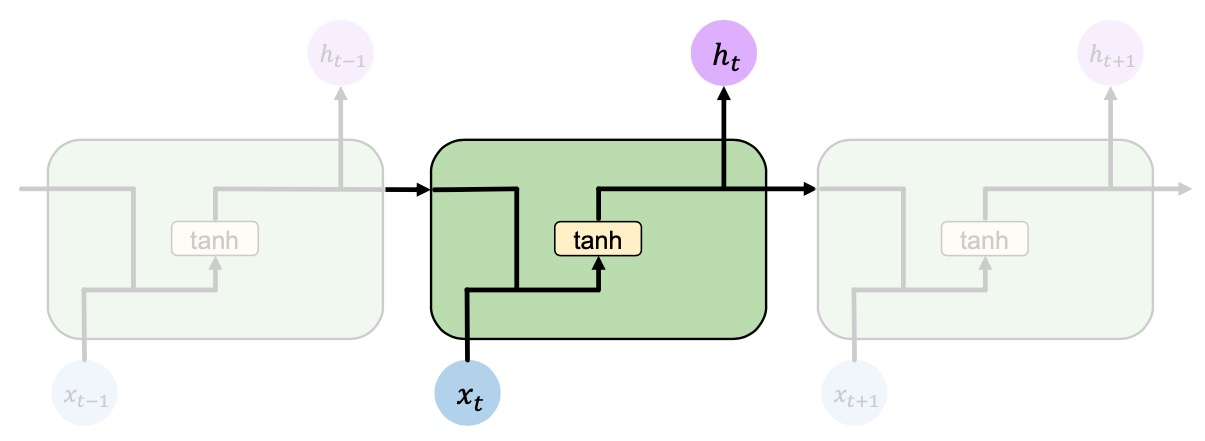 h_{t-1} h_t h_{t+1}
tanh tanh tanh
x_{t-1} x_t x_{t+1}